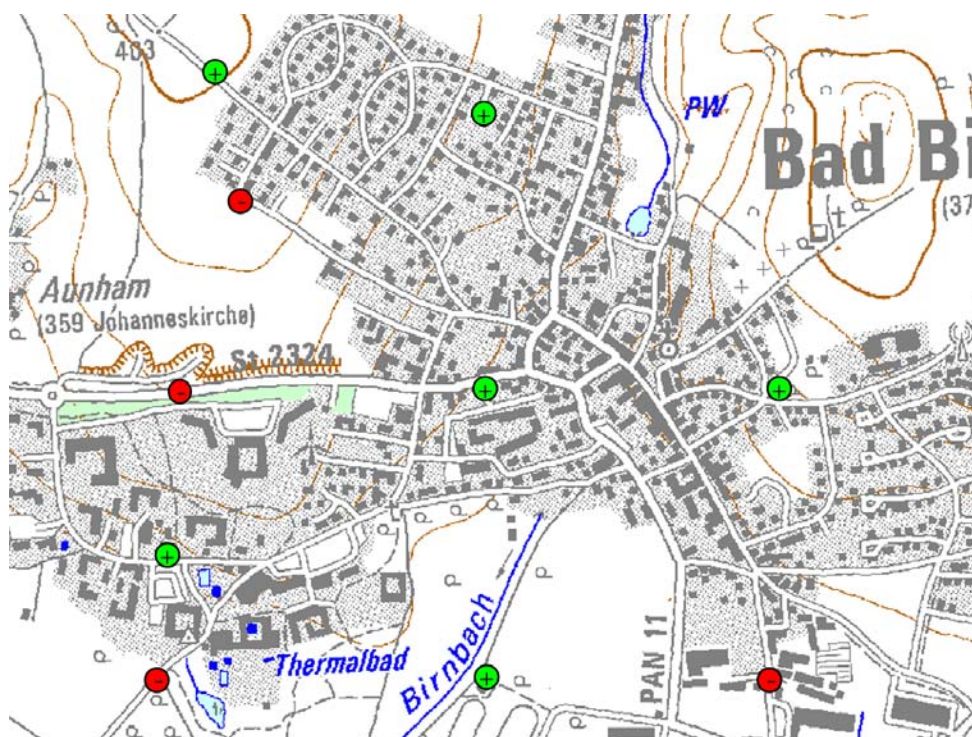 403
+
PW
+
Bad Bi
(37
-
Aunham
(359 Johanneskirche)
St 2324
-
+
+
+
Thermalbad
Birnbach
PAN 11
-
+
-